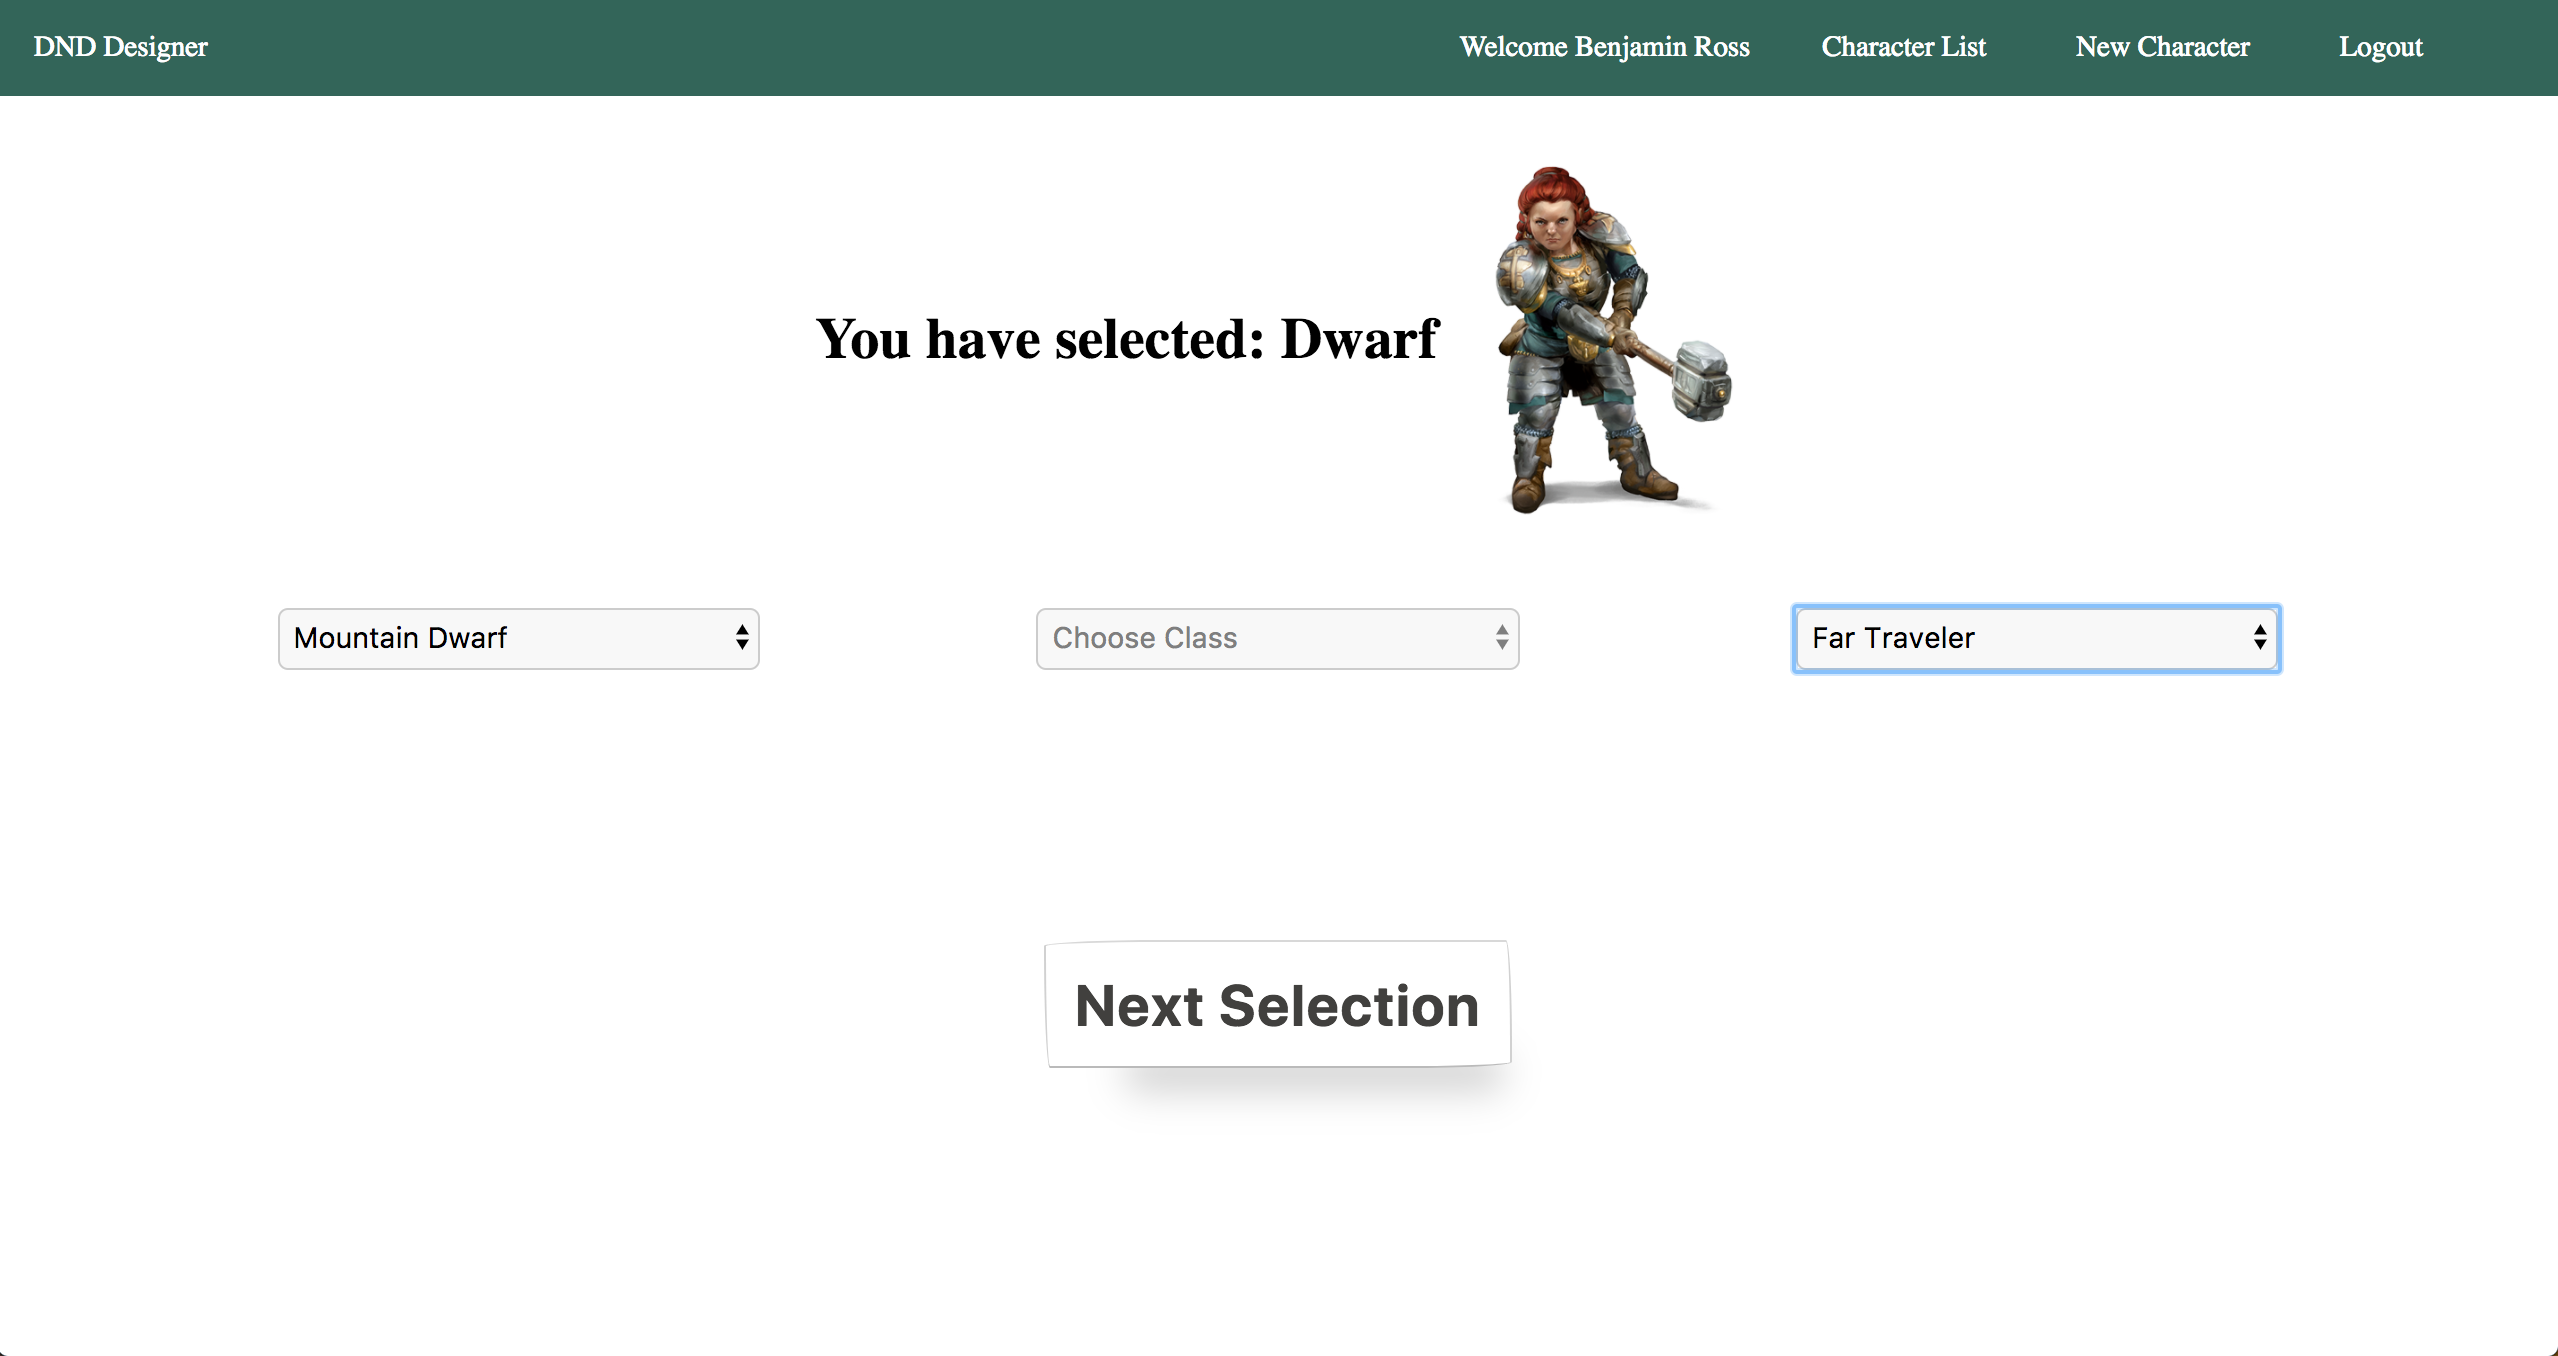 DND Designer
Welcome Benjamin Ross
Character List
New Character
Logout
You have selected: Dwarf
Mountain Dwarf
Choose Class
Far Traveler
Next Selection